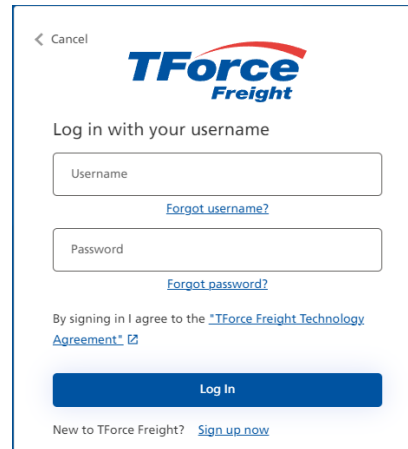 Cancel
TForce
Freight
Log in with your username
Username
Forgot username?
Password
Forgot password?
By signing in I agree to the "TForce Freight Technology
Agreement"
Log In
New to TForce Freight? Sign up now